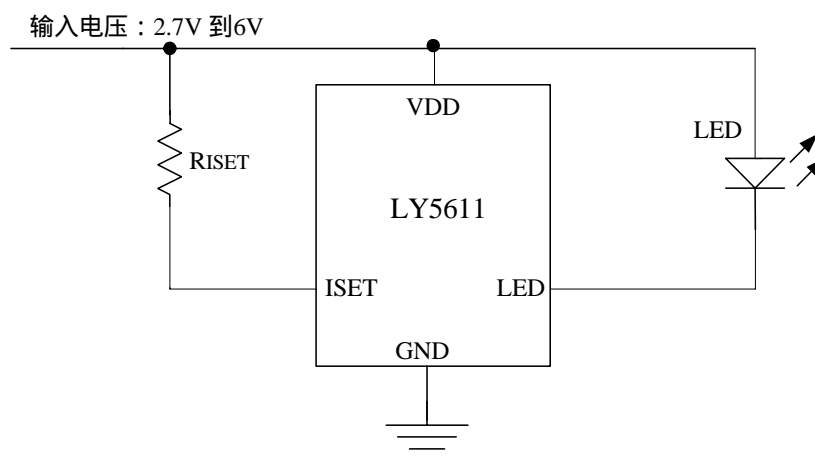 输入电压：2.7V 到6V
VDD
LED
RISET
LY5611
ISET
LED
GND